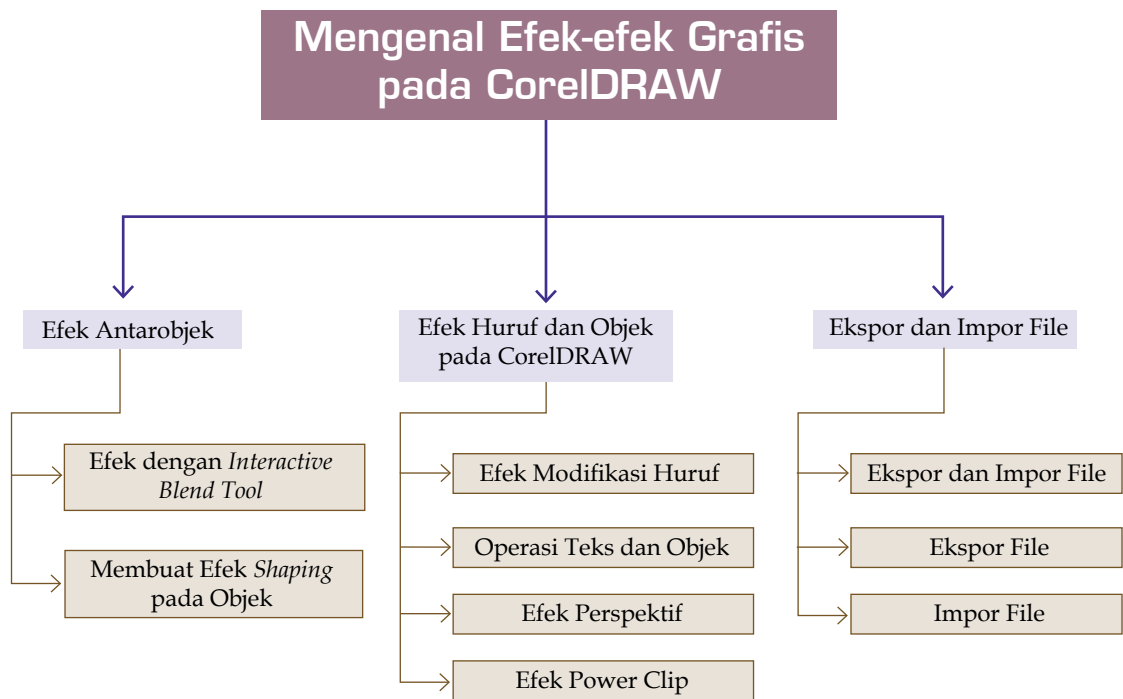 Mengenal Efek-efek Grafis
pada CorelDRAW
Efek Antarobjek
Efek dengan Interactive
Blend Tool
Membuat Efek Shaping
pada Objek
Efek Huruf dan Objek
pada CorelDRAW
Efek Modifikasi Huruf
Operasi Teks dan Objek
Efek Perspektif
Efek Power Clip
Ekspor dan Impor File
Ekspor dan Impor File
Ekspor File
Impor File